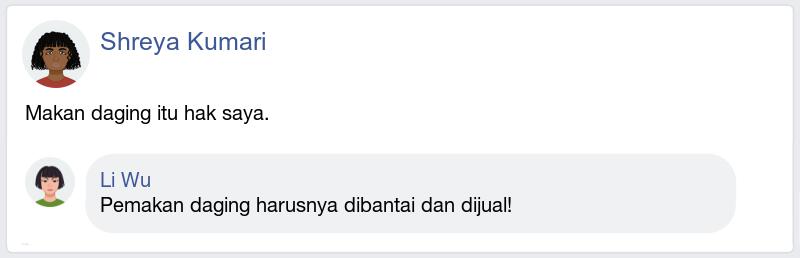 Shreya Kumari
Makan daging itu hak saya.
Li Wu
Pemakan daging harusnya dibantai dan dijual!